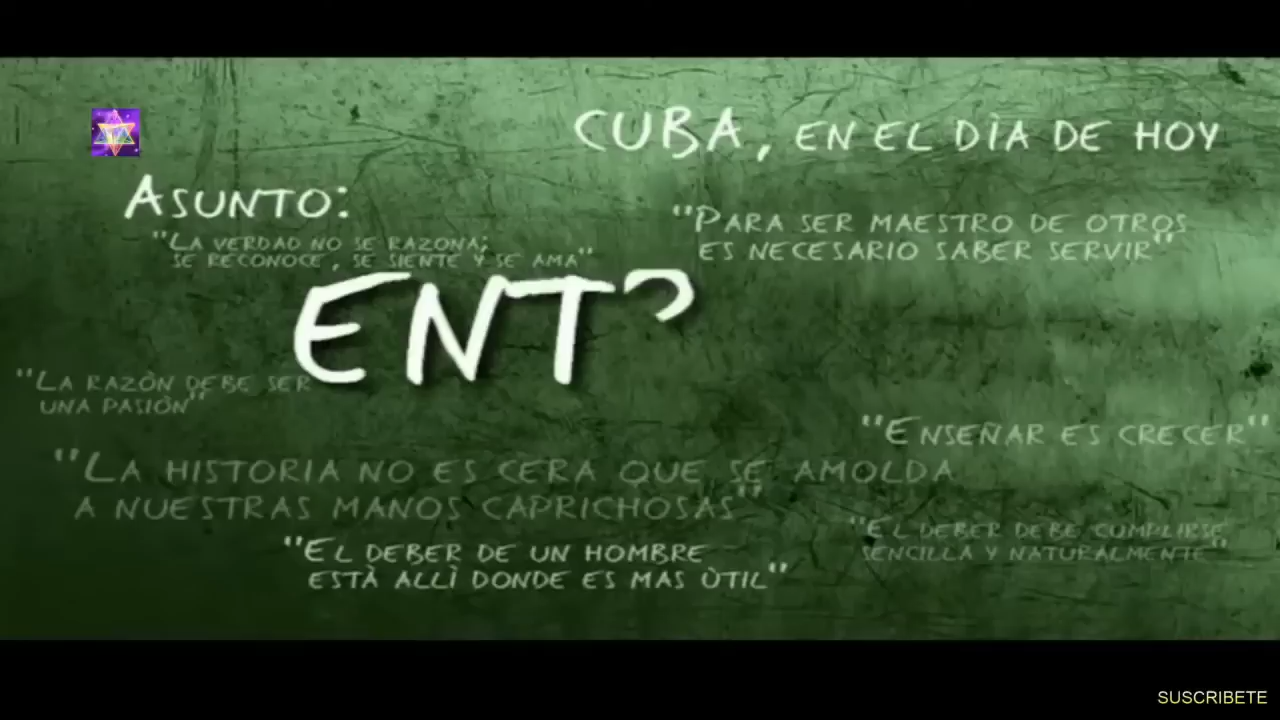 CUBA, EN EL DÌA DE HOY
ASUNTO:
"LA VERDAD NO SE RAZONA;
SE RECONOCE, SE SIENTE Y SE AMA"
"PARA SER MAESTRO DE OTROS
ES NECESARIO SABER SERVIR"
ENT
"LA RAZÒN DEBE SER
UNA PASIÒN"
"ENSEÑAR ES CRECER"
"LA HISTORIA NO ES CERA QUE SE AMOLDA
A NUESTRAS MANOS CAPRICHOSAS"
"EL DEBER DEBE CUMPLIRSE
SENCILLA Y NATURALMENTE"
"EL DEBER DE UN HOMBRE
ESTÀ ALLÌ DONDE ES MAS ÙTIL"
SUSCRIBETE